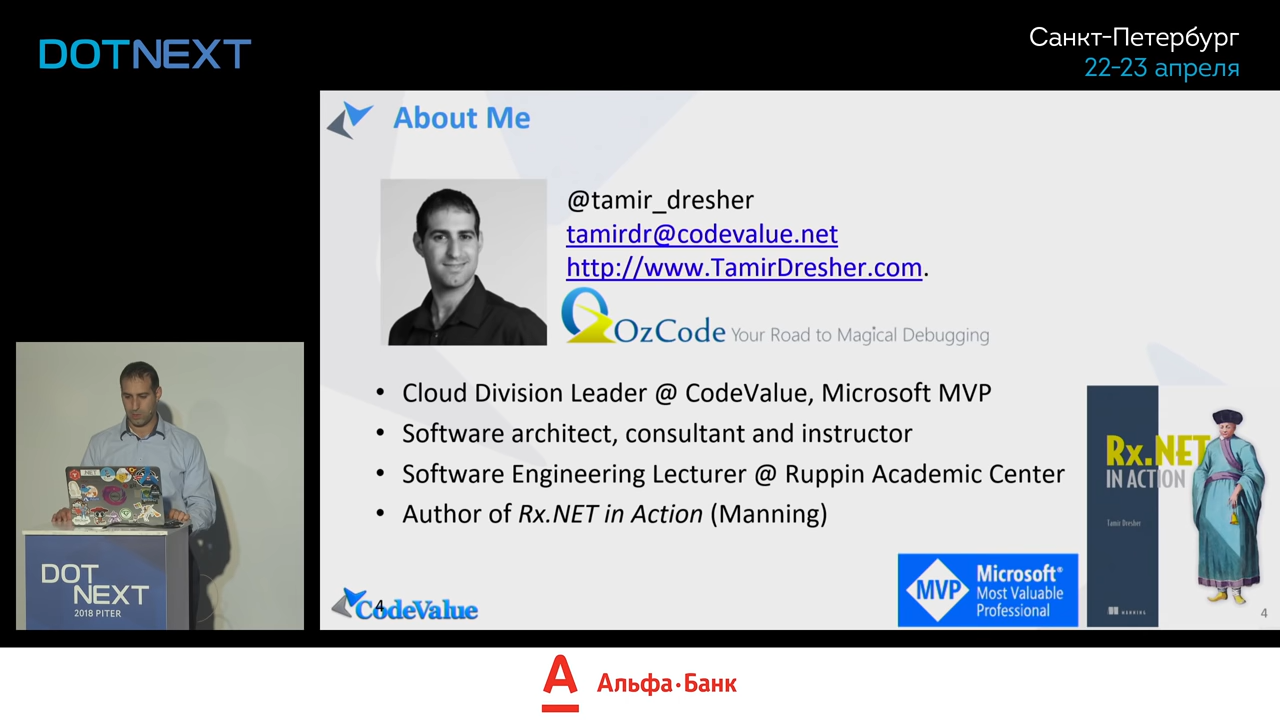 DOTNEXT
Санкт-Петербург
22-23 апреля
About Me
@tamir_dresher
tamirdr@codevalue.net
http://www.TamirDresher.com.
OzCode Your Road to Magical Debugging
• Cloud Division Leader @ CodeValue, Microsoft MVP
• Software architect, consultant and instructor
• Software Engineering Lecturer @ Ruppin Academic Center
• Author of Rx.NET in Action (Manning)
Rx.NET
IN ACTION
Tamir Dresher
MANNING
MVP
Microsoft®
Most Valuable
Professional
4
CodeValue
4
.NET
DOT
NEXT
2018 PITER
А
Альфа·Банк